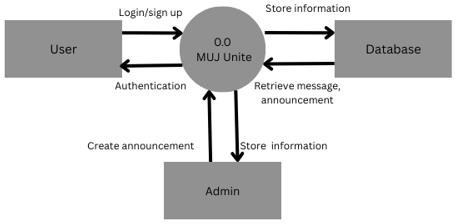 Login/sign up
Store information
User
0.0
MUJ Unite
Database
Authentication
Retrieve message,
announcement
Create announcement
Store information
Admin